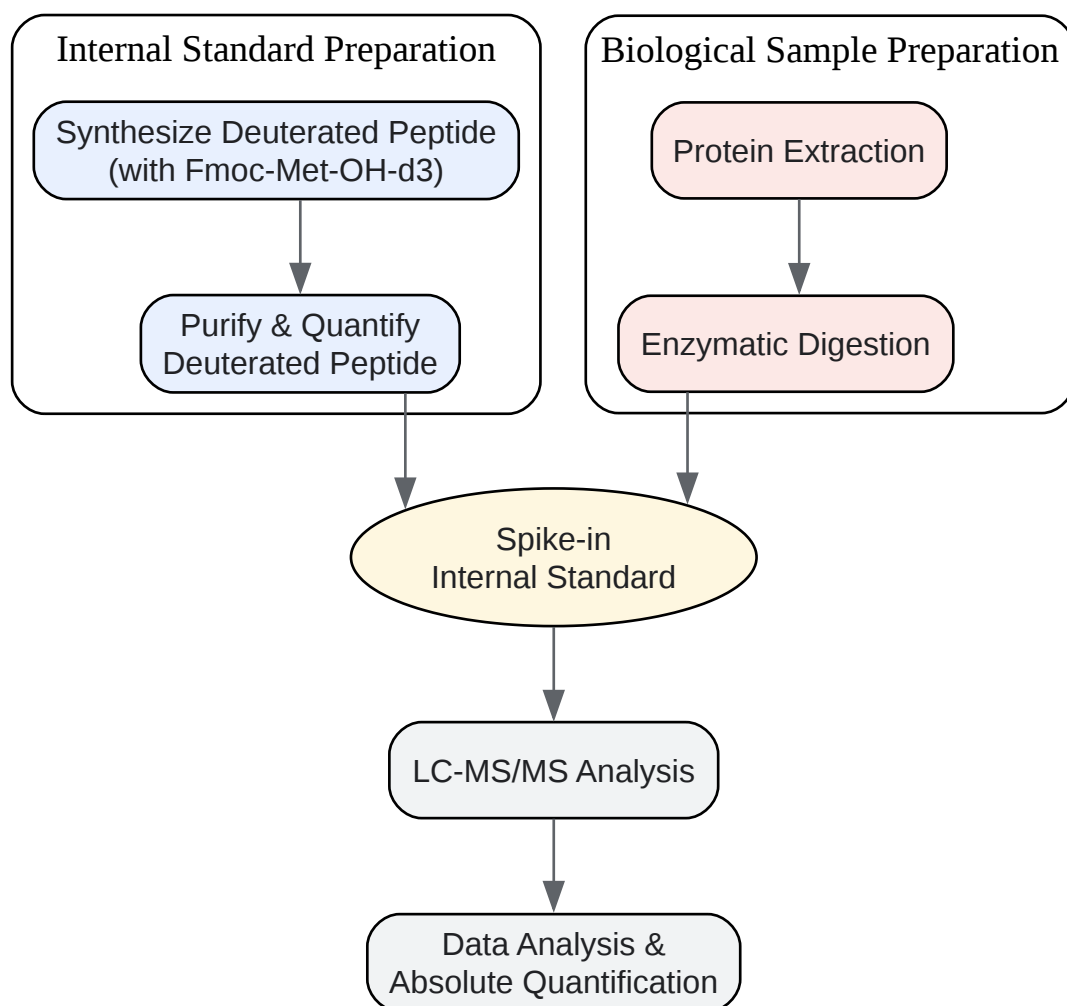 Internal Standard Preparation
Synthesize Deuterated Peptide
(with Fmoc-Met-OH-d3)
Purify & Quantify
Deuterated Peptide
Biological Sample Preparation
Protein Extraction
Enzymatic Digestion
Spike-in
Internal Standard
LC-MS/MS Analysis
Data Analysis &
Absolute Quantification